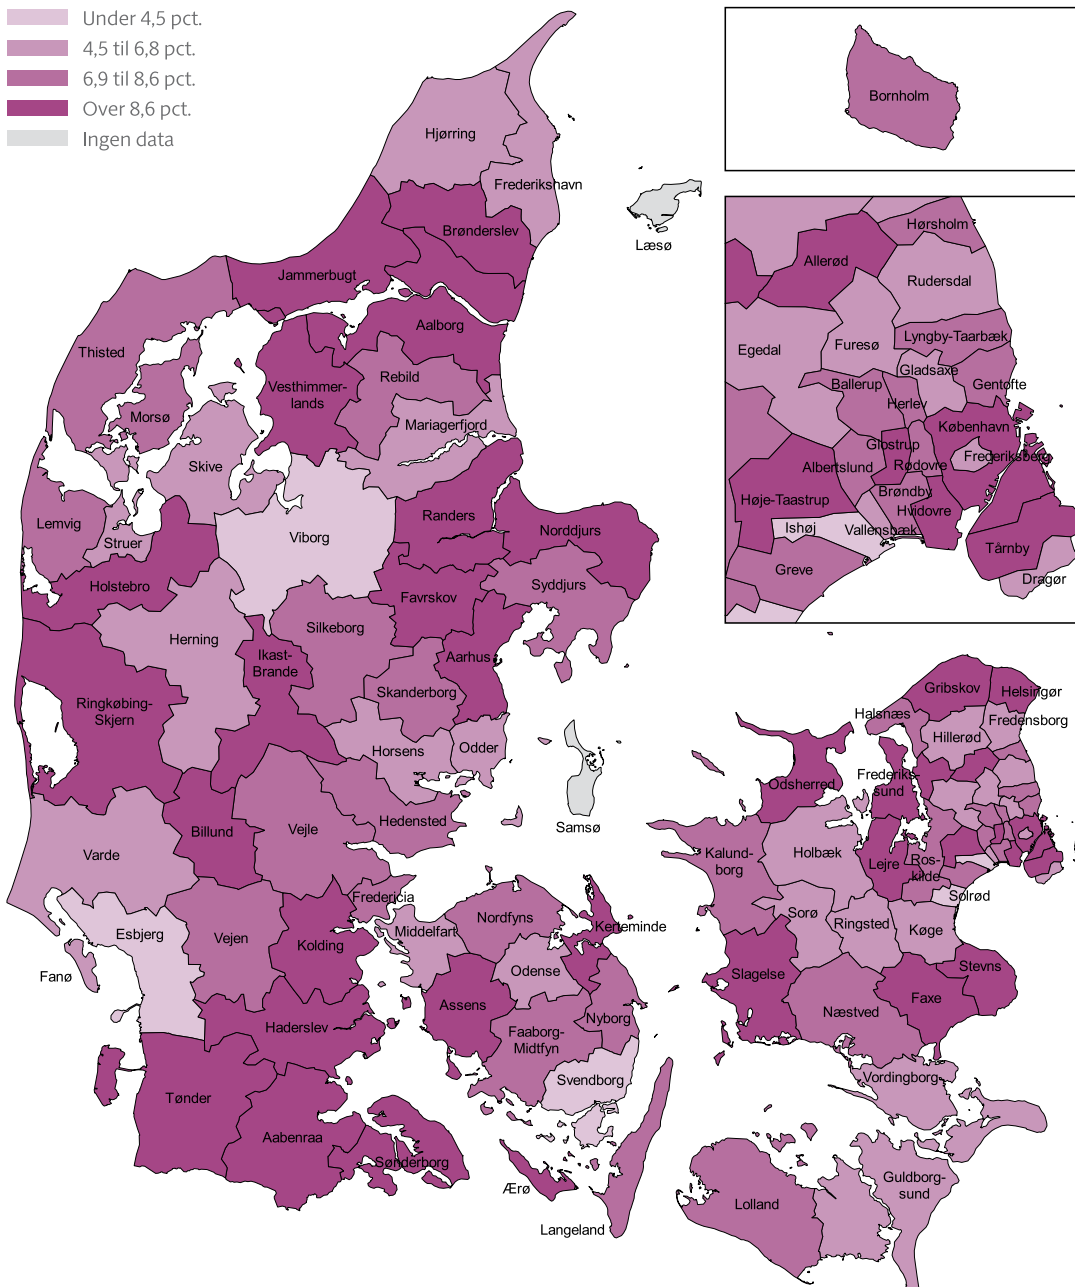 Under 4,5 pct.
4,5 til 6,8 pct.
6,9 til 8,6 pct.
Over 8,6 pct.
Ingen data
Bornholm
Hjørring
Frederikshavn
Læsø
Brønderslev
Jammerbugt
Aalborg
Thisted
Vesthimmer-
lands
Rebild
Morsø
Mariagerfjord
Skive
Lemvig
Struer
Viborg
Randers
Norddjurs
Holstebro
Favrskov
Syddjurs
Herning
Silkeborg
Ikast-
Brande
Aarhus
Skanderborg
Ringkøbing-
Skjern
Horsens
Odder
Samsø
Hedensted
Billund
Vejle
Varde
Fredericia
Esbjerg
Vejen
Kolding
Middelfart
Nordfyns
Kerteminde
Fanø
Odense
Assens
Haderslev
Faaborg-
Midtfyn
Nyborg
Svendborg
Tønder
Aabenraa
Sønderborg
Ærø
Langeland
Hørsholm
Allerød
Rudersdal
Egedal
Furesø
Lyngby-Taarbæk
Gladsaxe
Ballerup
Gentofte
Herlev
København
Glostrup
Frederiksberg
Albertslund
Rødovre
Høje-Taastrup
Brøndby
Hvidovre
Ishøj
Vallensbæk
Tårnby
Greve
Dragør
Gribskov
Helsingør
Halsnæs
Fredensborg
Hillerød
Odsherred
Frederiks-
sund
Kalund-
borg
Holbæk
Lejre
Ros-
kilde
Solrød
Sorø
Ringsted
Køge
Slagelse
Stevns
Næstved
Faxe
Vordingborg
Guldborg-
sund
Lolland